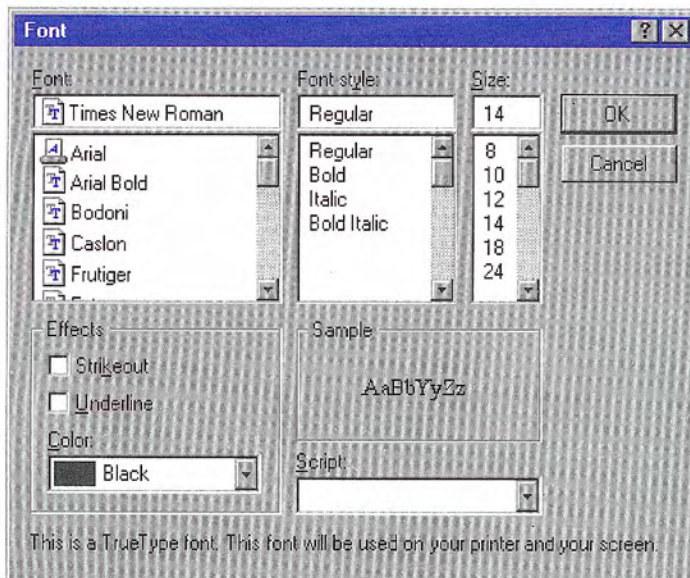 Font
Font:
Font style:
Size:
Times New Roman
Regular
14
OK
Cancel
Arial
Arial Bold
Bodoni
Caslon
Frutiger
Regular
Bold
Italic
Bold Italic
8
10
12
14
18
24
Effects
Strikeout
Underline
Color:
Black
Sample
AaBbYyZz
Script:
This is a TrueType font. This font will be used on your printer and your screen.